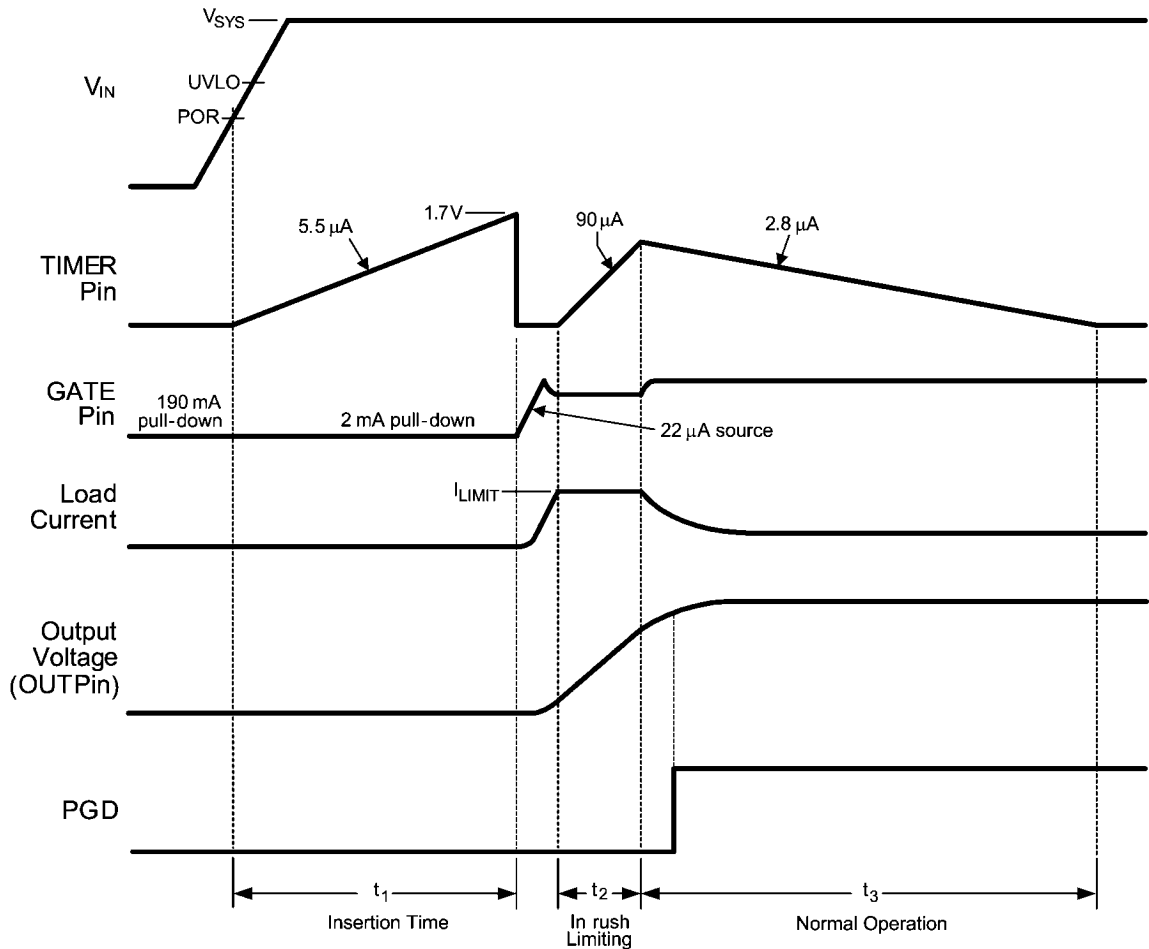 VSYS
UVLO
VIN
POR
1.7V
5.5 μA
90 μA
2.8 μA
TIMER
Pin
GATE
Pin
190 mA
pull-down
2 mA pull-down
22 μA source
Load
Current
ILIMIT
Output
Voltage
(OUTPin)
PGD
t1
t2
t3
Insertion Time
In rush
Limiting
Normal Operation